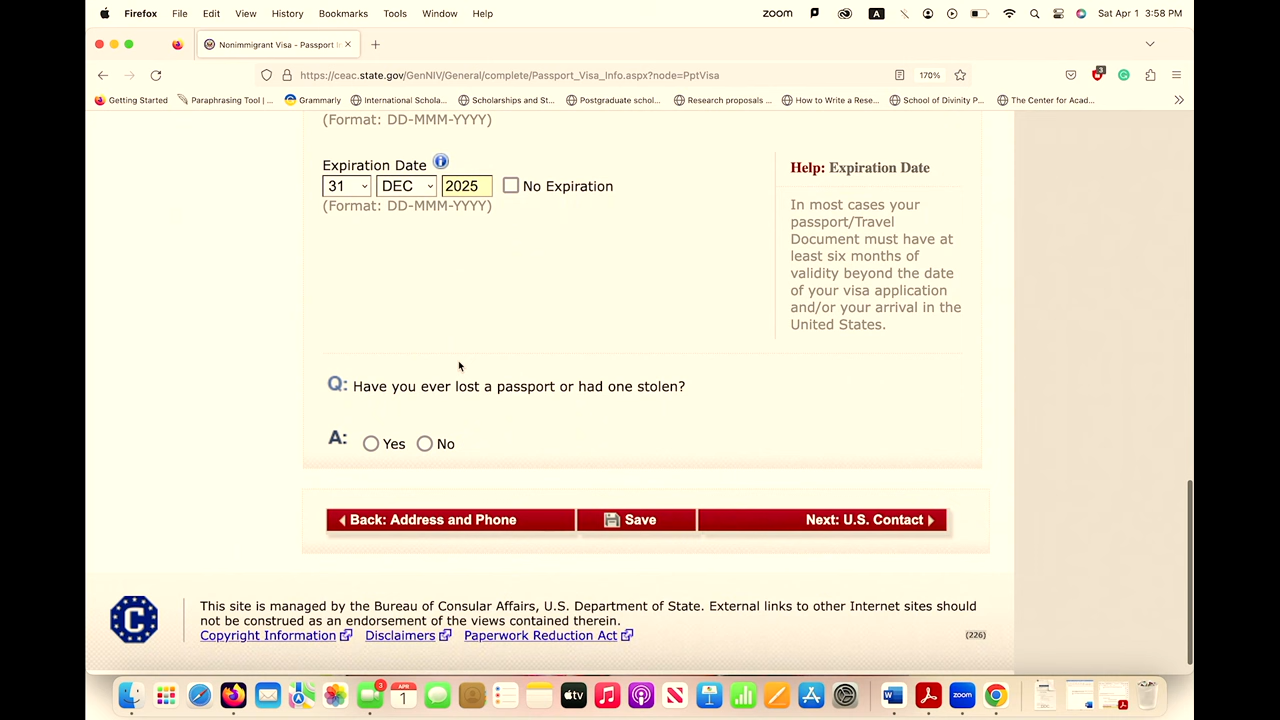 Firefox File Edit View History Bookmarks Tools Window Help zoom A Sat Apr 1 3:58 PM
Nonimmigrant Visa - Passport
https://ceac.state.gov/GenNIV/General/complete/Passport_Visa_Info.aspx?node=PptVisa 170% 3
Getting Started Paraphrasing Tool | ... Grammarly International Schola... Scholarships and St... Postgraduate schol... Research proposals ... How to Write a Rese... School of Divinity P... The Center for Acad...
(Format: DD-MMM-YYYY)
Expiration Date
31 DEC 2025 No Expiration
(Format: DD-MMM-YYYY)
Help: Expiration Date
In most cases your
passport/Travel
Document must have at
least six months of
validity beyond the date
of your visa application
and/or your arrival in the
United States.
Q: Have you ever lost a passport or had one stolen?
A: Yes No
Back: Address and Phone Save Next: U.S. Contact
C
This site is managed by the Bureau of Consular Affairs, U.S. Department of State. External links to other Internet sites should
not be construed as an endorsement of the views contained therein.
Copyright Information Disclaimers Paperwork Reduction Act (226)
3 APR 1 tv W zoom